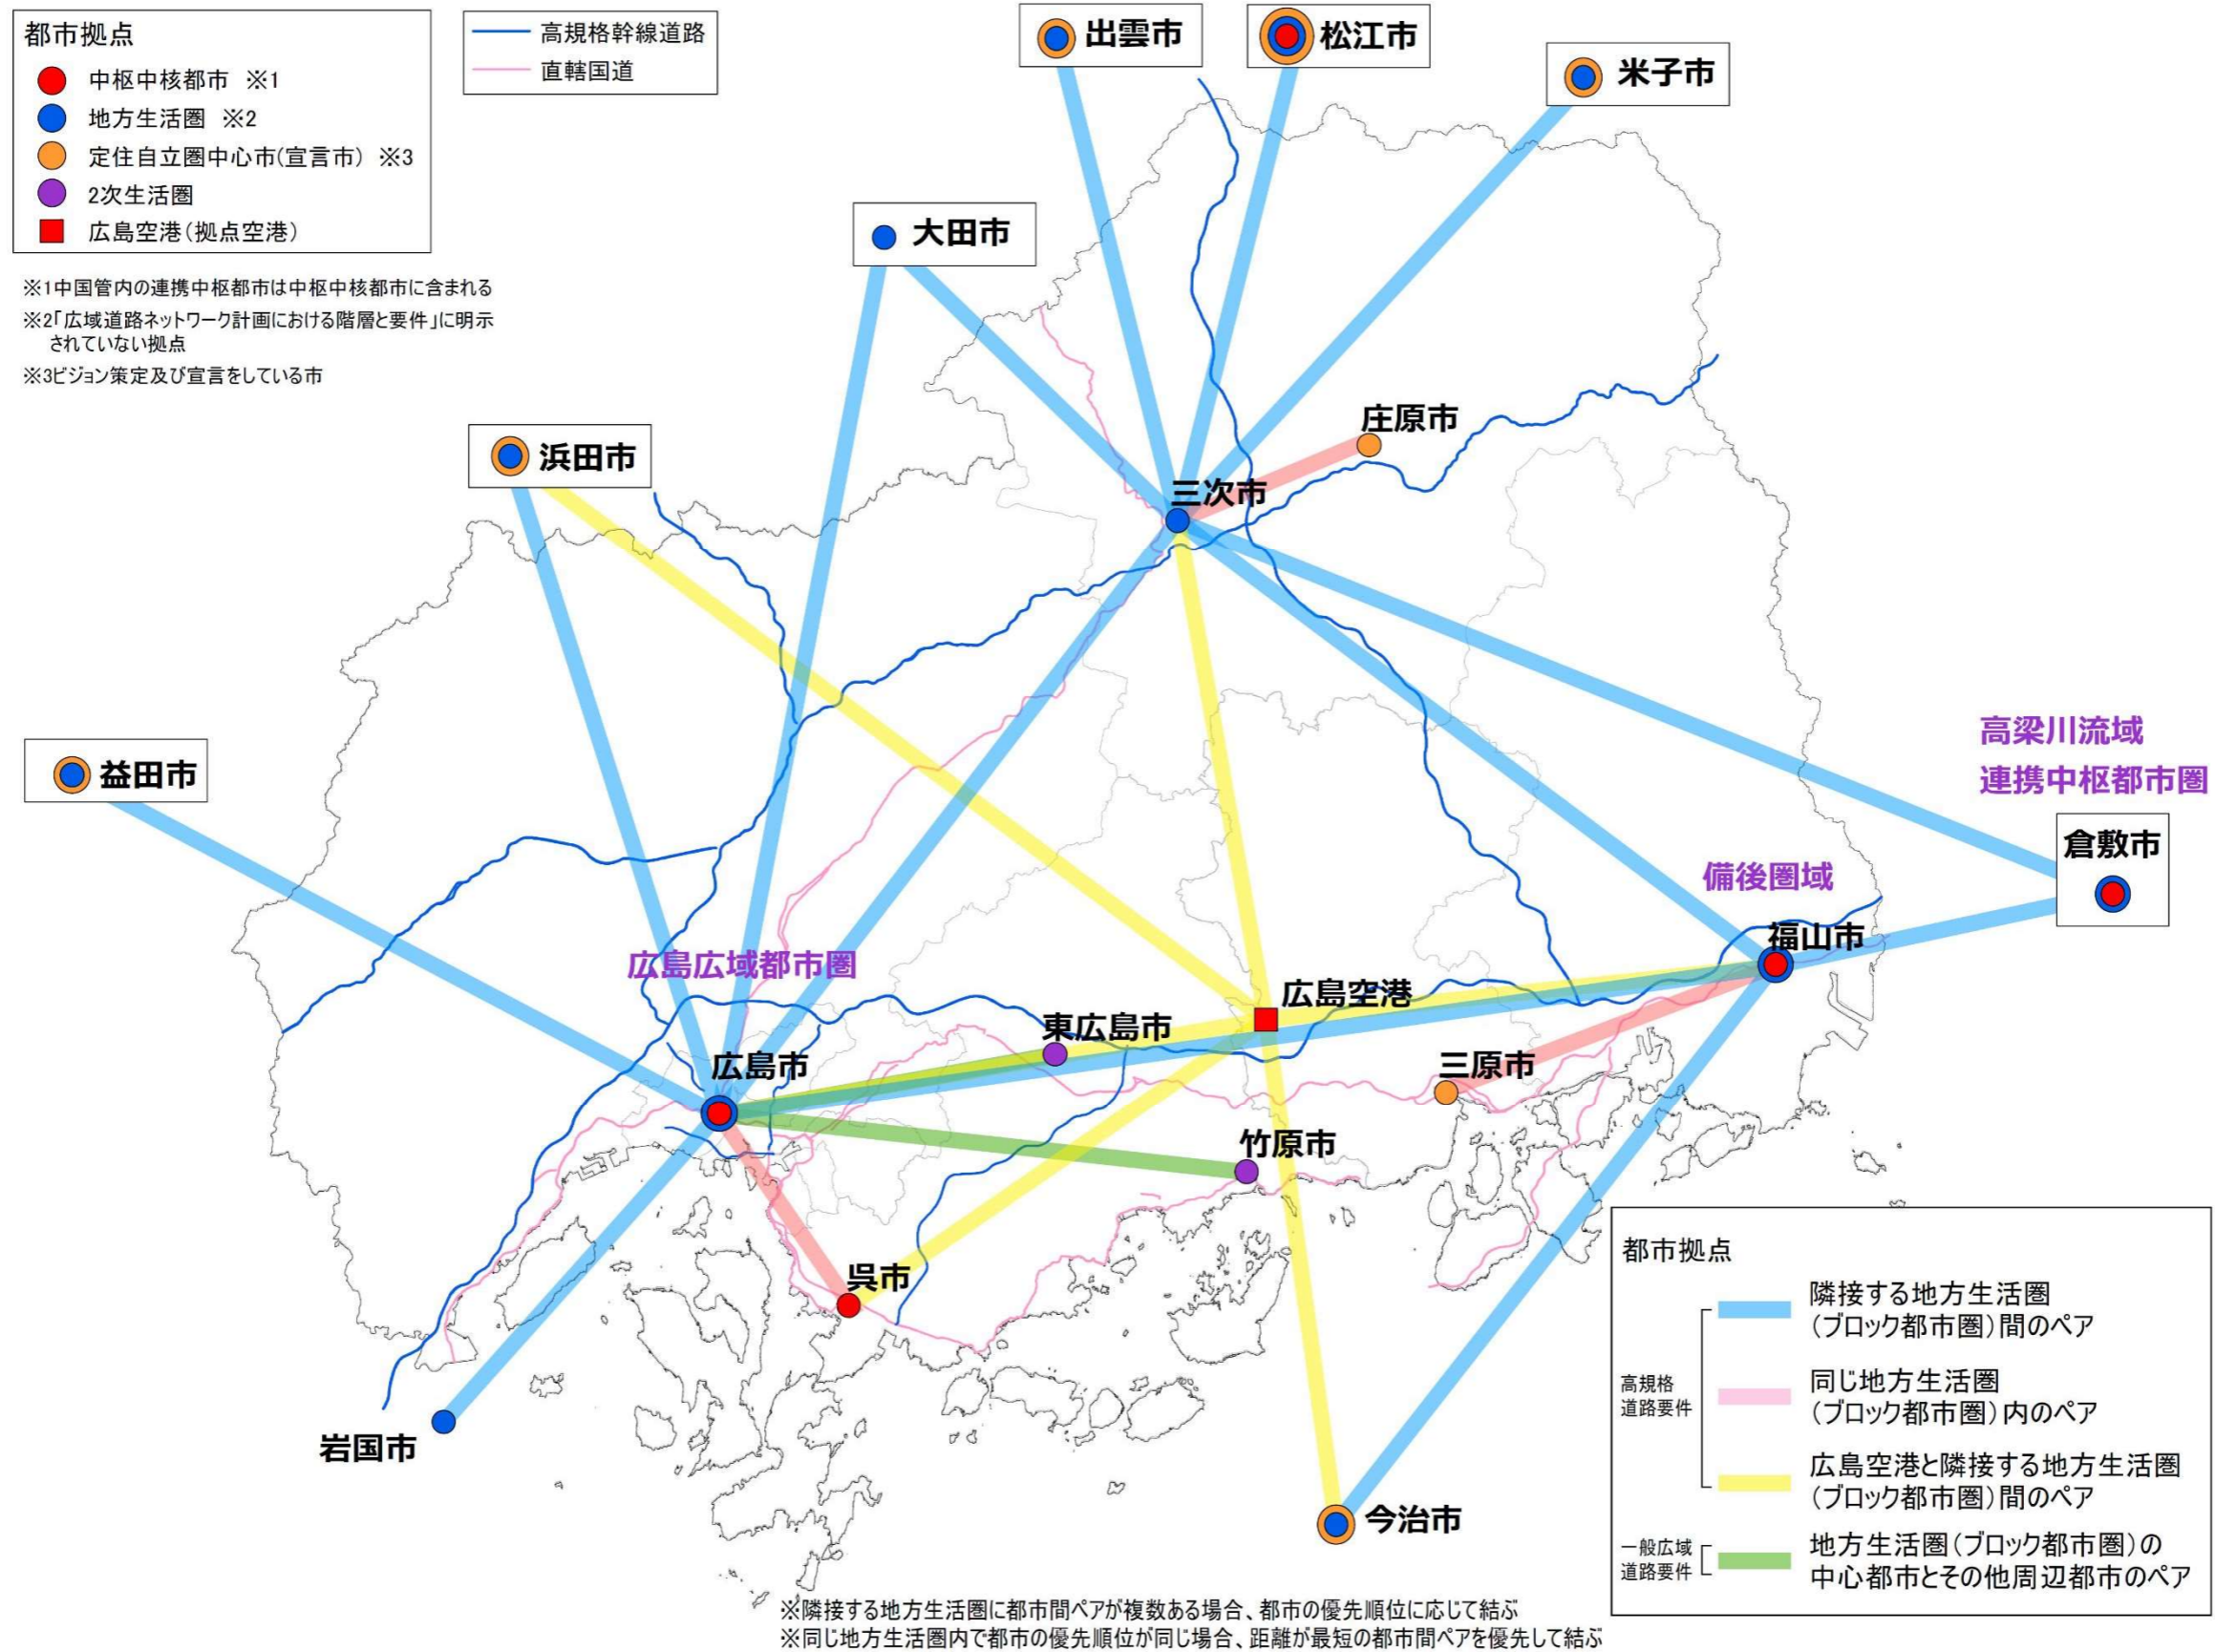 都市拠点
中枢中核都市 ※1
地方生活圏 ※2
定住自立圏中心市(宣言市) ※3
2次生活圏
広島空港(拠点空港)
※1中国管内の連携中枢都市は中枢中核都市に含まれる
※2「広域道路ネットワーク計画における階層と要件」に明示
されていない拠点
※3ビジョン策定及び宣言をしている市
高規格幹線道路
直轄国道
出雲市
松江市
米子市
大田市
庄原市
浜田市
三次市
益田市
高梁川流域
連携中枢都市圏
倉敷市
備後圏域
福山市
広島広域都市圏
広島空港
東広島市
広島市
三原市
竹原市
呉市
岩国市
今治市
都市拠点
高規格
道路要件
隣接する地方生活圏
(ブロック都市圏)間のペア
同じ地方生活圏
(ブロック都市圏)内のペア
広島空港と隣接する地方生活圏
(ブロック都市圏)間のペア
一般広域
道路要件
地方生活圏(ブロック都市圏)の
中心都市とその他周辺都市のペア
※隣接する地方生活圏に都市間ペアが複数ある場合、都市の優先順位に応じて結ぶ
※同じ地方生活圏内で都市の優先順位が同じ場合、距離が最短の都市間ペアを優先して結ぶ